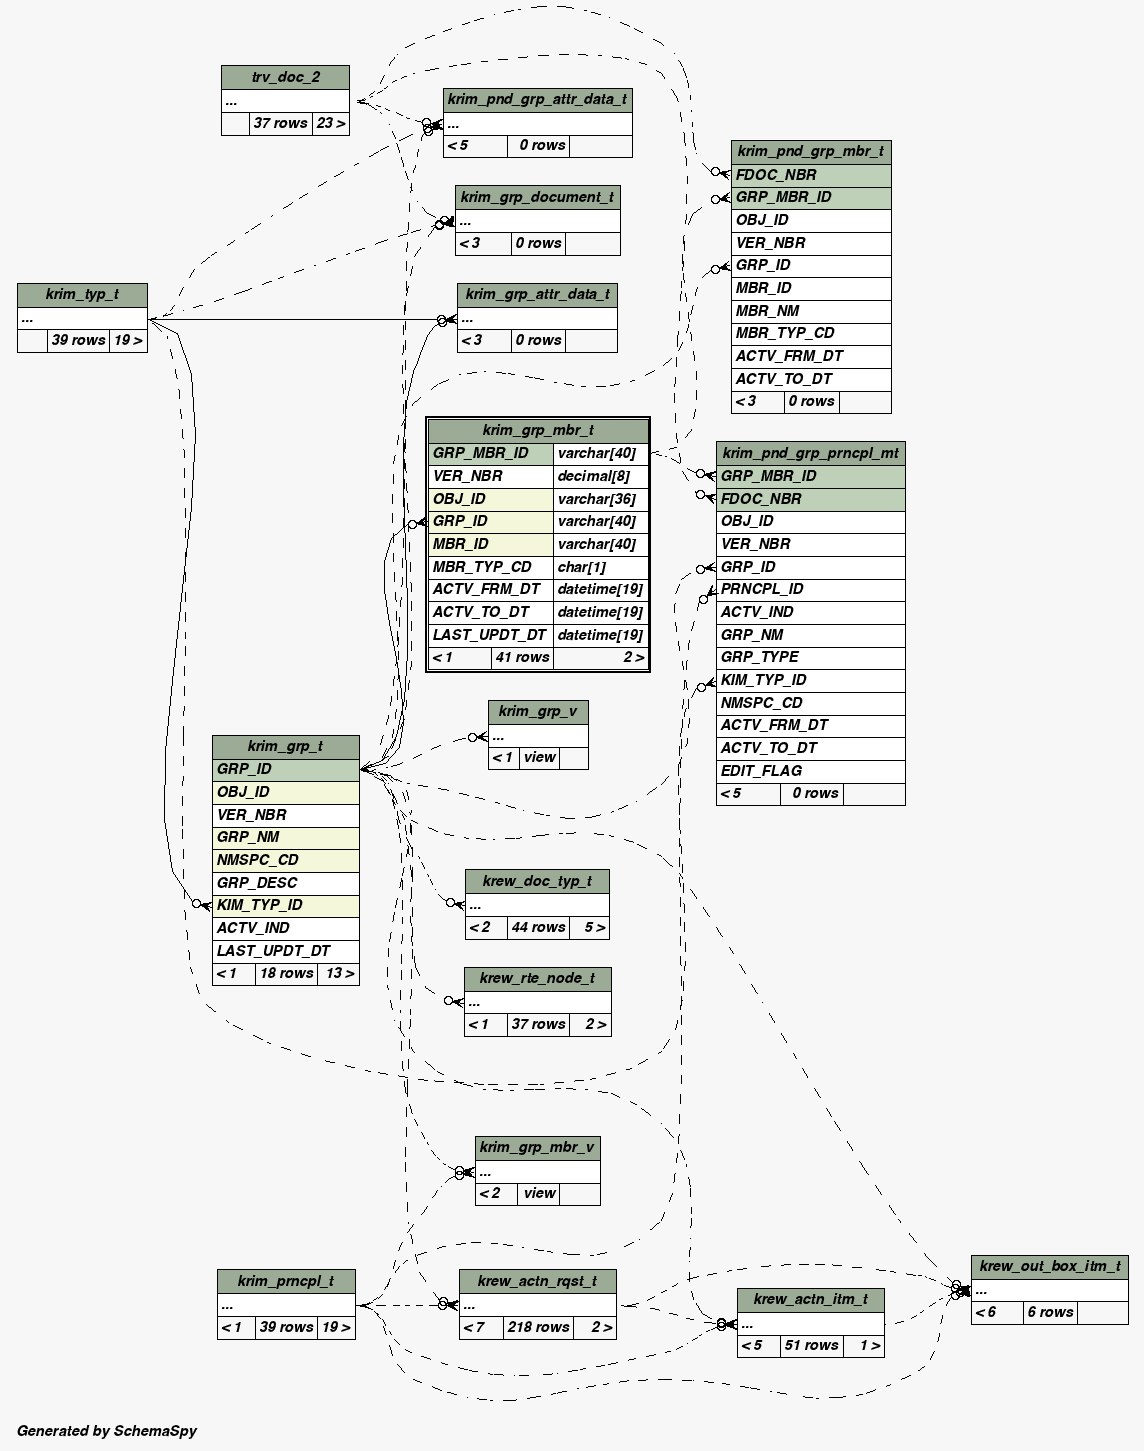 trv_doc_2
...
37 rows 23 >
krim_pnd_grp_attr_data_t
...
< 5 0 rows
krim_pnd_grp_mbr_t
FDOC_NBR
GRP_MBR_ID
OBJ_ID
VER_NBR
GRP_ID
MBR_ID
MBR_NM
MBR_TYP_CD
ACTV_FRM_DT
ACTV_TO_DT
< 3 0 rows
krim_grp_document_t
...
< 3 0 rows
krim_typ_t
...
39 rows 19 >
krim_grp_attr_data_t
...
< 3 0 rows
krim_grp_mbr_t
GRP_MBR_ID varchar[40]
VER_NBR decimal[8]
OBJ_ID varchar[36]
GRP_ID varchar[40]
MBR_ID varchar[40]
MBR_TYP_CD char[1]
ACTV_FRM_DT datetime[19]
ACTV_TO_DT datetime[19]
LAST_UPDT_DT datetime[19]
< 1 41 rows 2 >
krim_pnd_grp_prncpl_mt
GRP_MBR_ID
FDOC_NBR
OBJ_ID
VER_NBR
GRP_ID
PRNCPL_ID
ACTV_IND
GRP_NM
GRP_TYPE
KIM_TYP_ID
NMSPC_CD
ACTV_FRM_DT
ACTV_TO_DT
EDIT_FLAG
< 5 0 rows
krim_grp_v
...
< 1 view
krim_grp_t
GRP_ID
OBJ_ID
VER_NBR
GRP_NM
NMSPC_CD
GRP_DESC
KIM_TYP_ID
ACTV_IND
LAST_UPDT_DT
< 1 18 rows 13 >
krew_doc_typ_t
...
< 2 44 rows 5 >
krew_rte_node_t
...
< 1 37 rows 2 >
krim_grp_mbr_v
...
< 2 view
krim_prncpl_t
...
< 1 39 rows 19 >
krew_actn_rqst_t
...
< 7 218 rows 2 >
krew_actn_itm_t
...
< 5 51 rows 1 >
krew_out_box_itm_t
...
< 6 6 rows
Generated by SchemaSpy